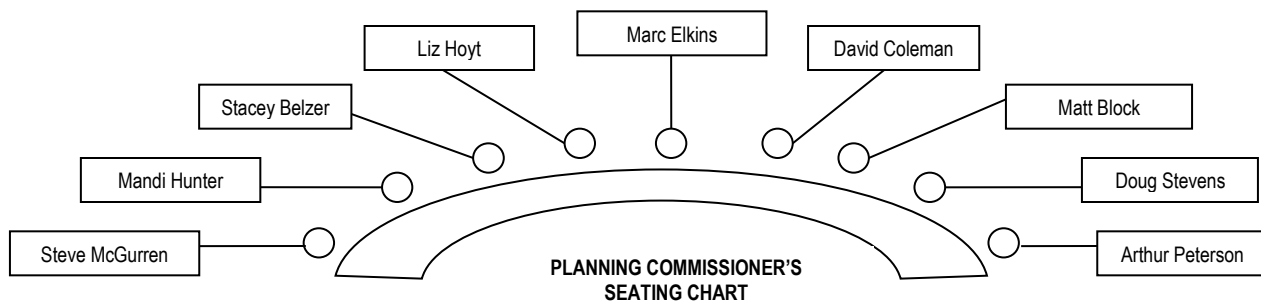 Marc Elkins
Liz Hoyt
David Coleman
Stacey Belzer
Matt Block
Mandi Hunter
Doug Stevens
Steve McGurren
Arthur Peterson
PLANNING COMMISSIONER'S
SEATING CHART